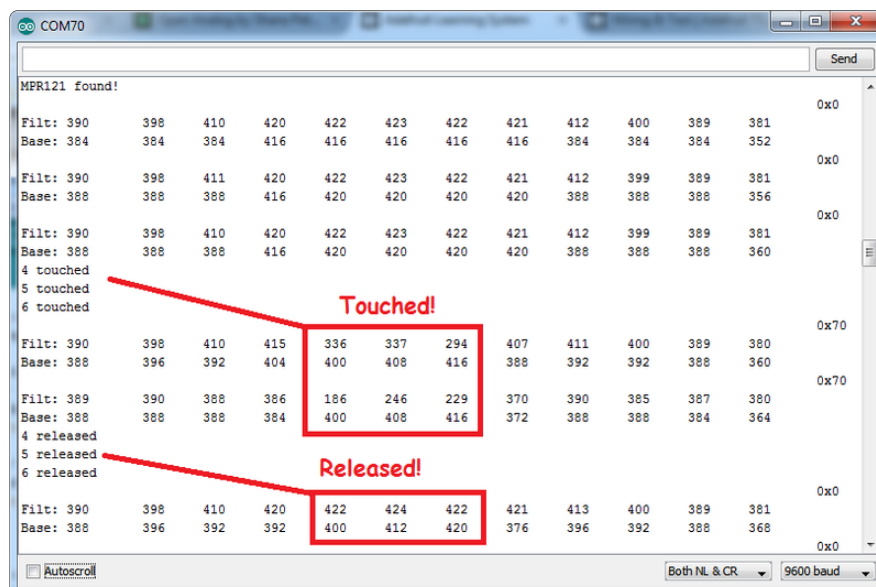 COM70
Send
MPR121 found!
0x0
Filt: 390 398 410 420 422 423 422 421 412 400 389 381
Base: 384 384 384 416 416 416 416 416 384 384 384 352
0x0
Filt: 390 398 411 420 422 423 422 421 412 399 389 381
Base: 388 388 388 416 420 420 420 420 388 388 388 356
0x0
Filt: 390 398 410 420 422 423 422 421 412 399 389 381
Base: 388 388 388 416 420 420 420 420 388 388 388 360
4 touched
5 touched
6 touched
Touched!
0x70
Filt: 390 398 410 415 336 337 294 407 411 400 389 380
Base: 388 396 392 404 400 408 416 388 392 392 388 360
0x70
Filt: 389 390 388 386 186 246 229 370 390 385 387 380
Base: 388 388 388 384 400 408 416 372 388 388 384 364
4 released
5 released
6 released
Released!
0x0
Filt: 390 398 410 420 422 424 422 421 413 400 389 381
Base: 388 396 392 392 400 412 420 376 396 392 388 368
0x0
Autoscroll
Both NL & CR
9600 baud